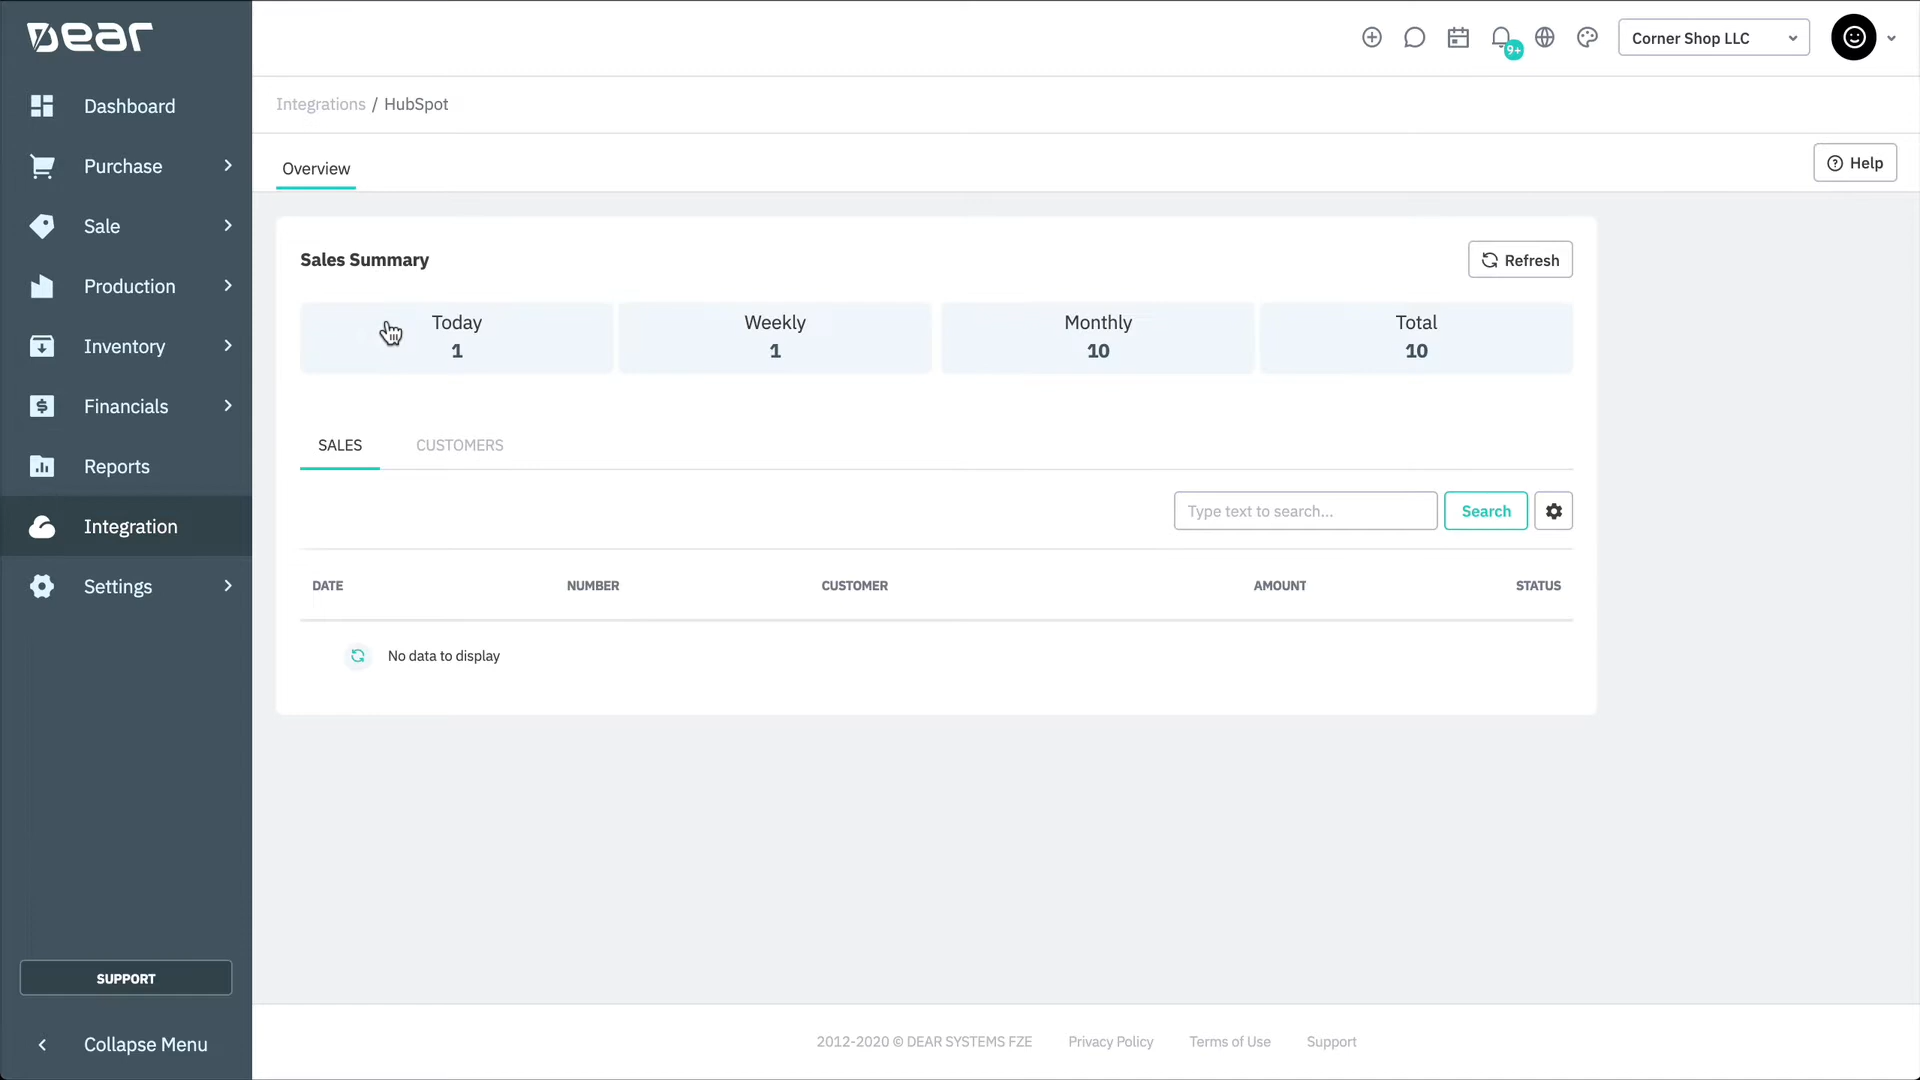 Dear
9+
Corner Shop LLC
Dashboard
Purchase
Sale
Production
Inventory
Financials
Reports
Integration
Settings
SUPPORT
Collapse Menu
Integrations / HubSpot
Overview
Help
Sales Summary
Refresh
Today
1
Weekly
1
Monthly
10
Total
10
SALES
CUSTOMERS
Type text to search...
Search
DATE NUMBER CUSTOMER AMOUNT STATUS
No data to display
2012-2020 © DEAR SYSTEMS FZE Privacy Policy Terms of Use Support